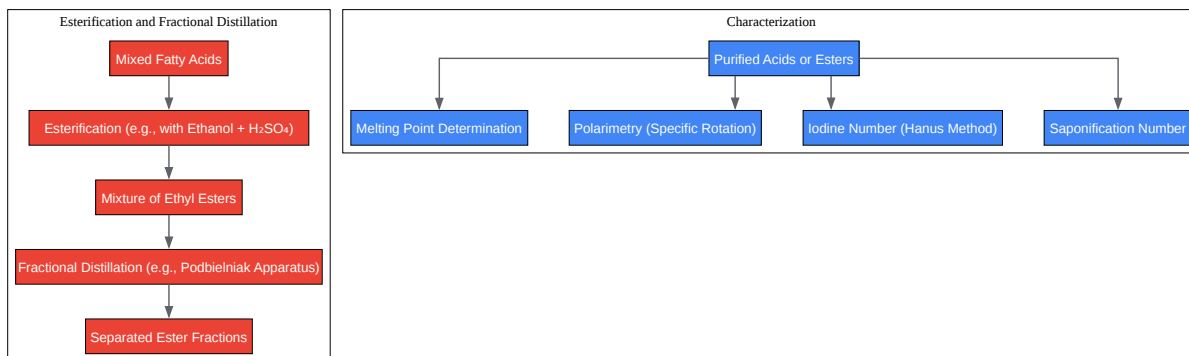 Esterification and Fractional Distillation
Mixed Fatty Acids
Esterification (e.g., with Ethanol + H₂SO₄)
Mixture of Ethyl Esters
Fractional Distillation (e.g., Podbielniak Apparatus)
Separated Ester Fractions
Characterization
Purified Acids or Esters
Melting Point Determination
Polarimetry (Specific Rotation)
Iodine Number (Hanus Method)
Saponification Number